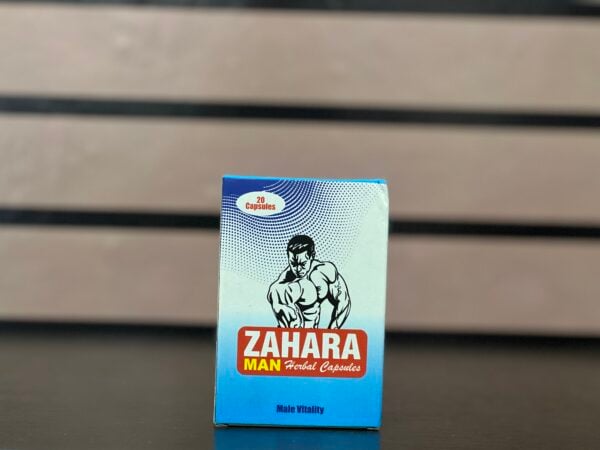 20
Capsules
ZAHARA
MAN Herbal Capsules
Male Vitality